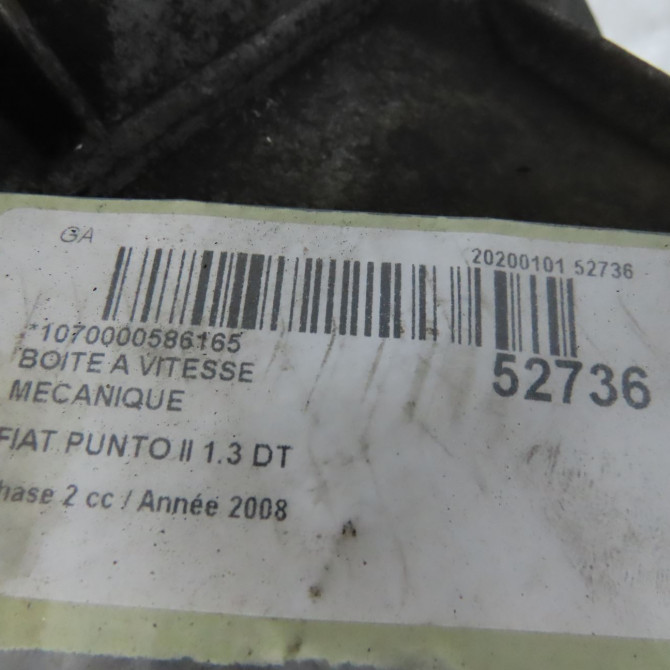 GA
20200101 52736
*1070000586165
52736
BOITE A VITESSE
MECANIQUE
FIAT PUNTO II 1.3 DT
hase 2 cc / Année 2008